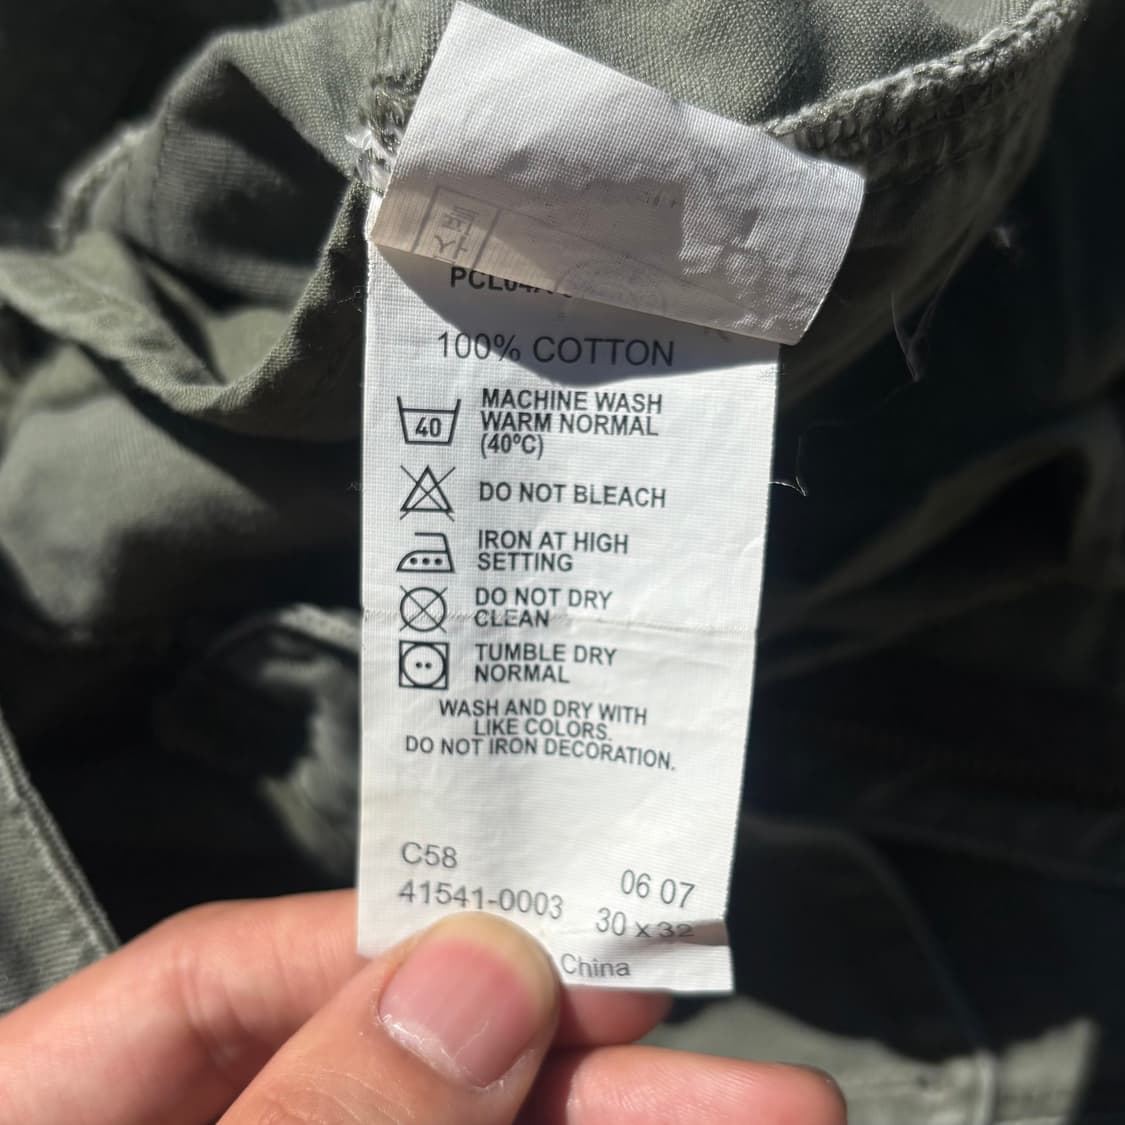 100% COTTON
40
MACHINE WASH
WARM NORMAL
(40ºC)
DO NOT BLEACH
IRON AT HIGH
SETTING
DO NOT DRY
CLEAN
TUMBLE DRY
NORMAL
WASH AND DRY WITH
LIKE COLORS.
DO NOT IRON DECORATION.
C58
06 07
41541-0003
30 x 32
China